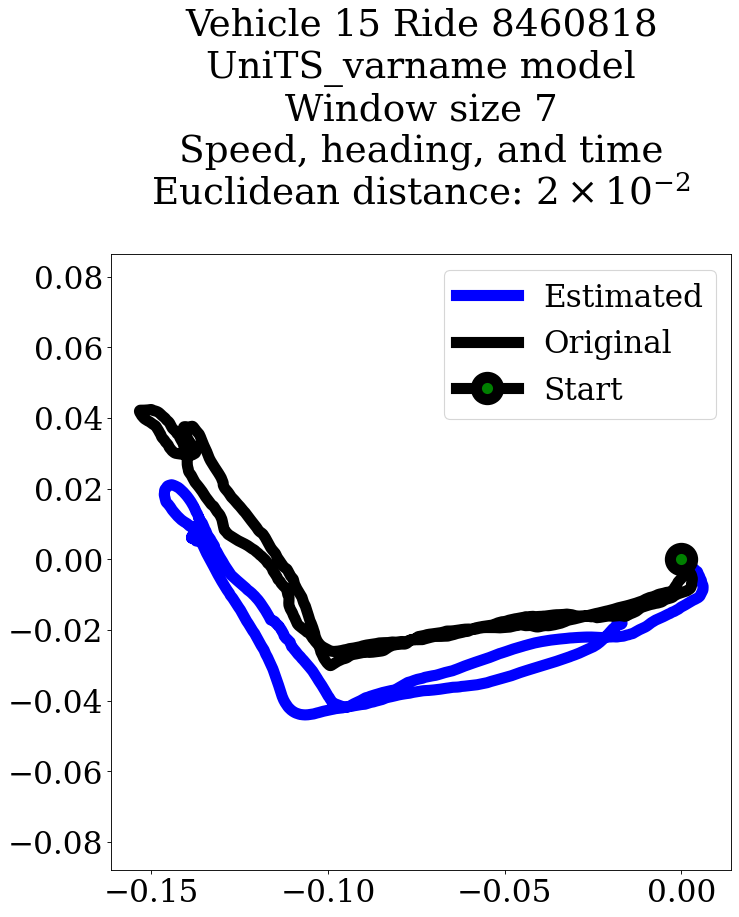 Vehicle 15 Ride 8460818
UniTS_varname model
Window size 7
Speed, heading, and time
Euclidean distance: 2 × 10⁻²
Estimated
Original
Start
0.08
0.06
0.04
0.02
0.00
−0.02
−0.04
−0.06
−0.08
−0.15 −0.10 −0.05 0.00